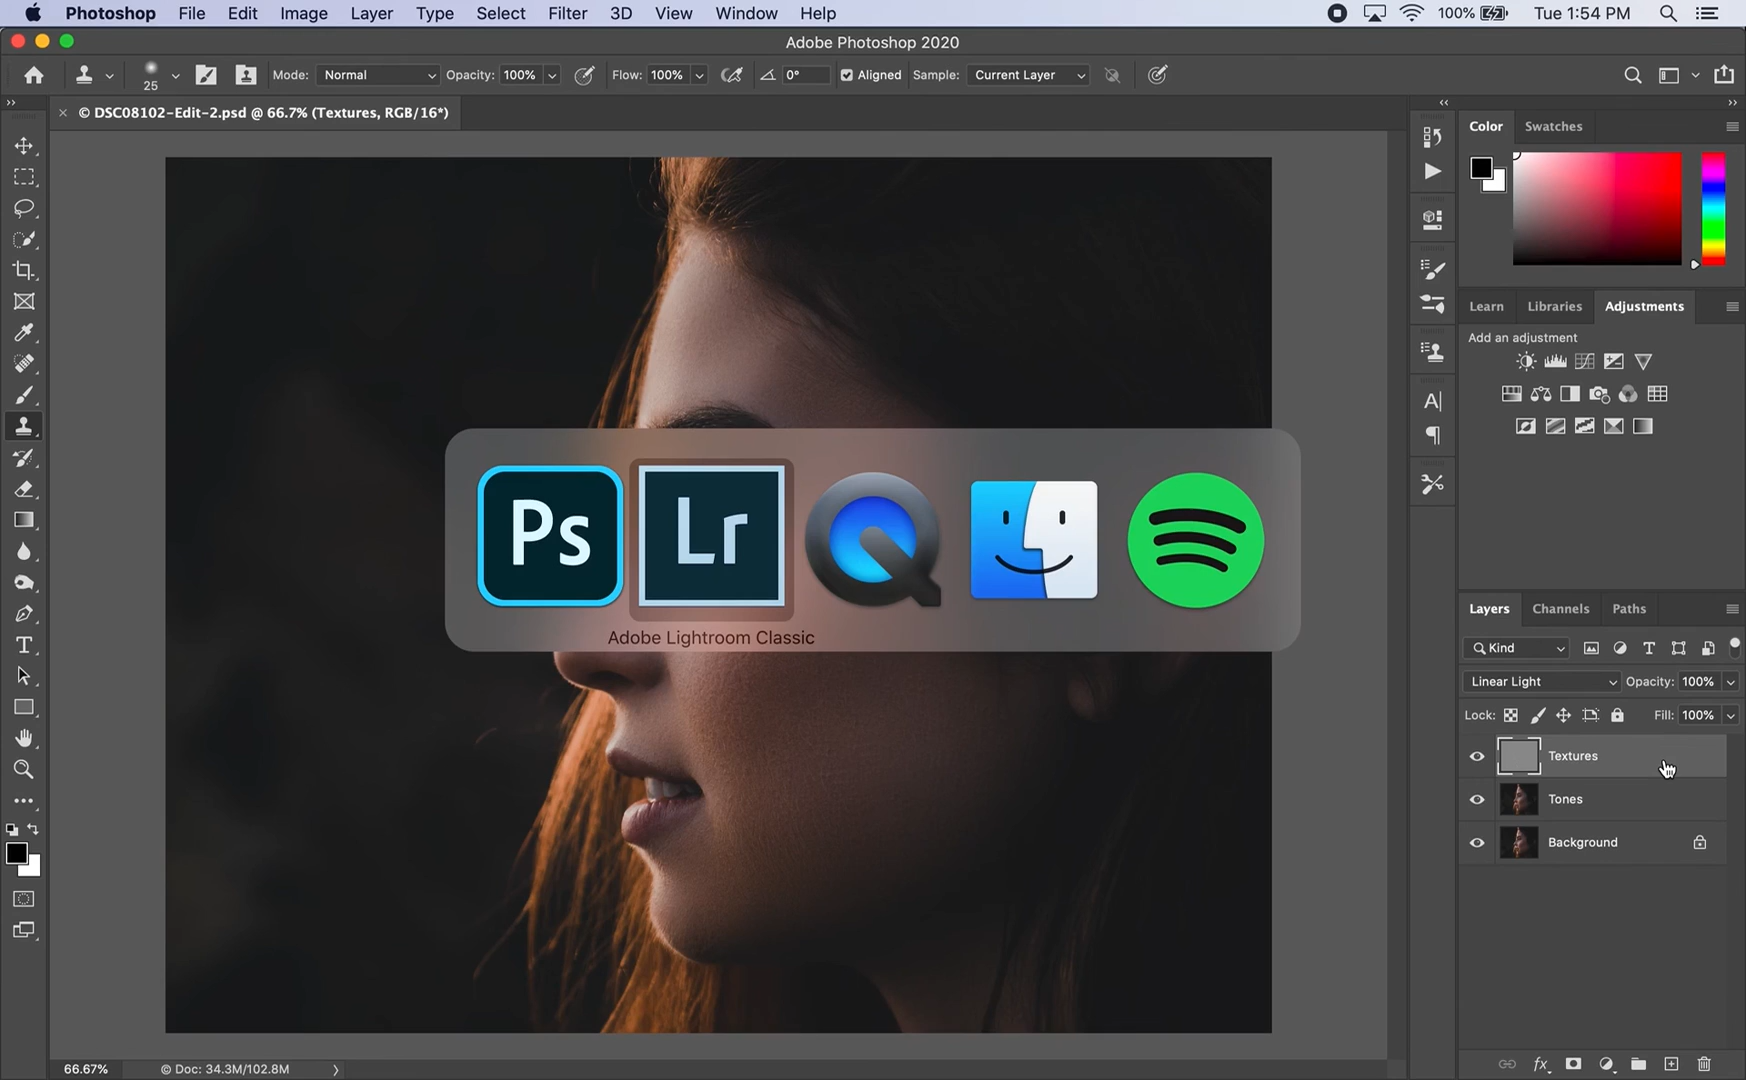 Photoshop File Edit Image Layer Type Select Filter 3D View Window Help 100% Tue 1:54 PM
Adobe Photoshop 2020
25 Mode: Normal Opacity: 100% Flow: 100% 0° Aligned Sample: Current Layer
× © DSC08102-Edit-2.psd @ 66.7% (Textures, RGB/16*)
Color Swatches
Learn Libraries Adjustments
Add an adjustment
Ps Lr
Adobe Lightroom Classic
Layers Channels Paths
Kind
Linear Light Opacity: 100%
Lock: Fill: 100%
Textures
Tones
Background
66.67% © Doc: 34.3M/102.8M